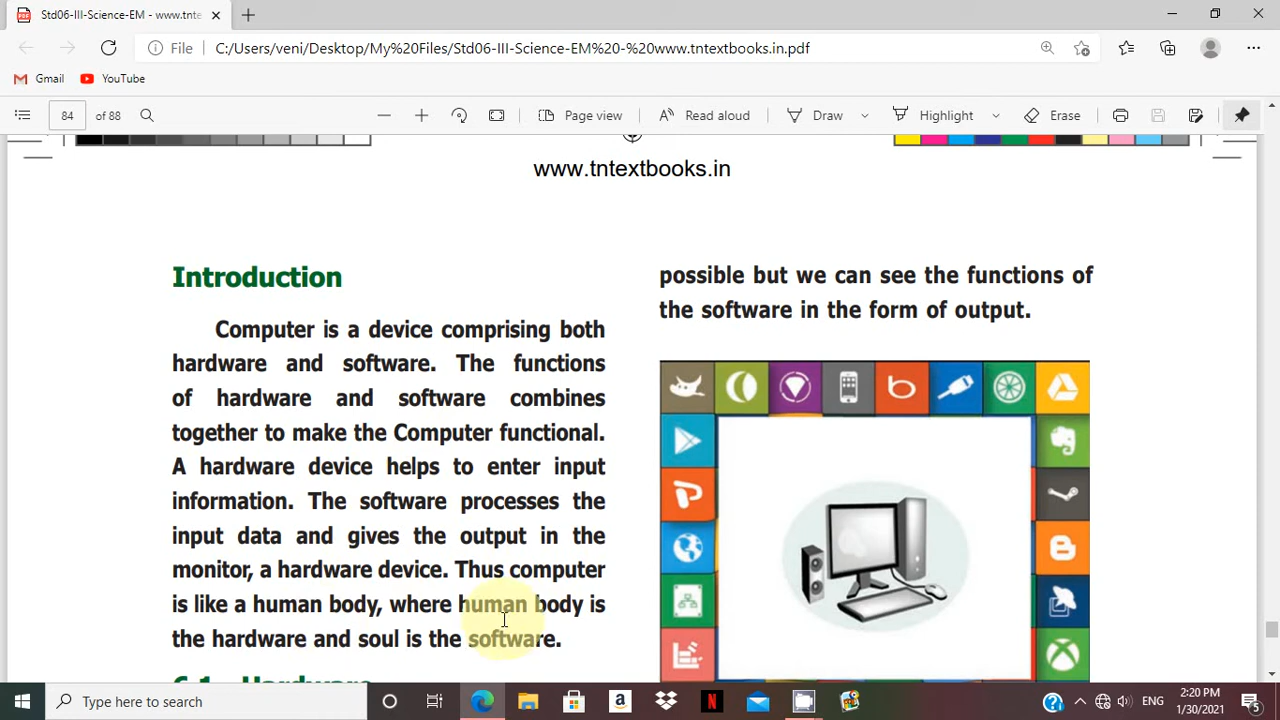 Std06-III-Science-EM - www.tnte
File
C:/Users/veni/Desktop/My%20Files/Std06-III-Science-EM%20-%20www.tntextbooks.in.pdf
Gmail
YouTube
84
of 88
Page view
Read aloud
Draw
Highlight
Erase
www.tntextbooks.in
Introduction
Computer is a device comprising both
hardware and software. The functions
of hardware and software combines
together to make the Computer functional.
A hardware device helps to enter input
information. The software processes the
input data and gives the output in the
monitor, a hardware device. Thus computer
is like a human body, where human body is
the hardware and soul is the software.
6.1 Hardware
possible but we can see the functions of
the software in the form of output.
Type here to search
ENG
2:20 PM
1/30/2021
5